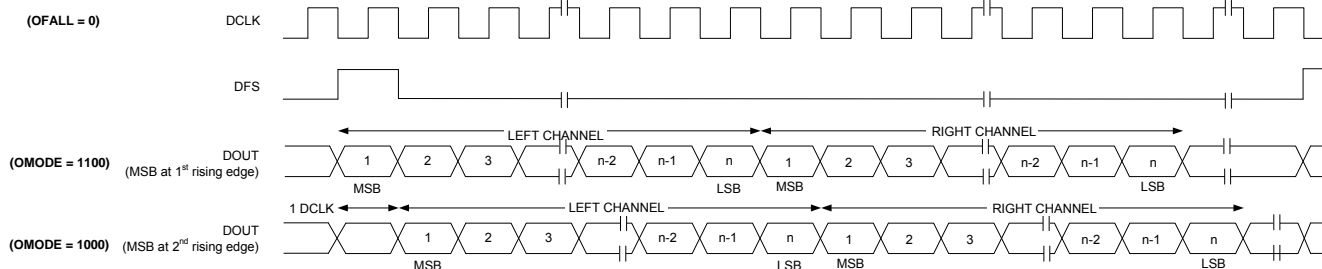 (OFALL = 0) DCLK
DFS
LEFT CHANNEL RIGHT CHANNEL
(OMODE = 1100) DOUT 1 2 3 n-2 n-1 n 1 2 3 n-2 n-1 n
(MSB at 1st rising edge)
MSB LSB MSB LSB
1 DCLK LEFT CHANNEL RIGHT CHANNEL
(OMODE = 1000) DOUT 1 2 3 n-2 n-1 n 1 2 3 n-2 n-1 n
(MSB at 2nd rising edge)
MSB LSB MSB LSB